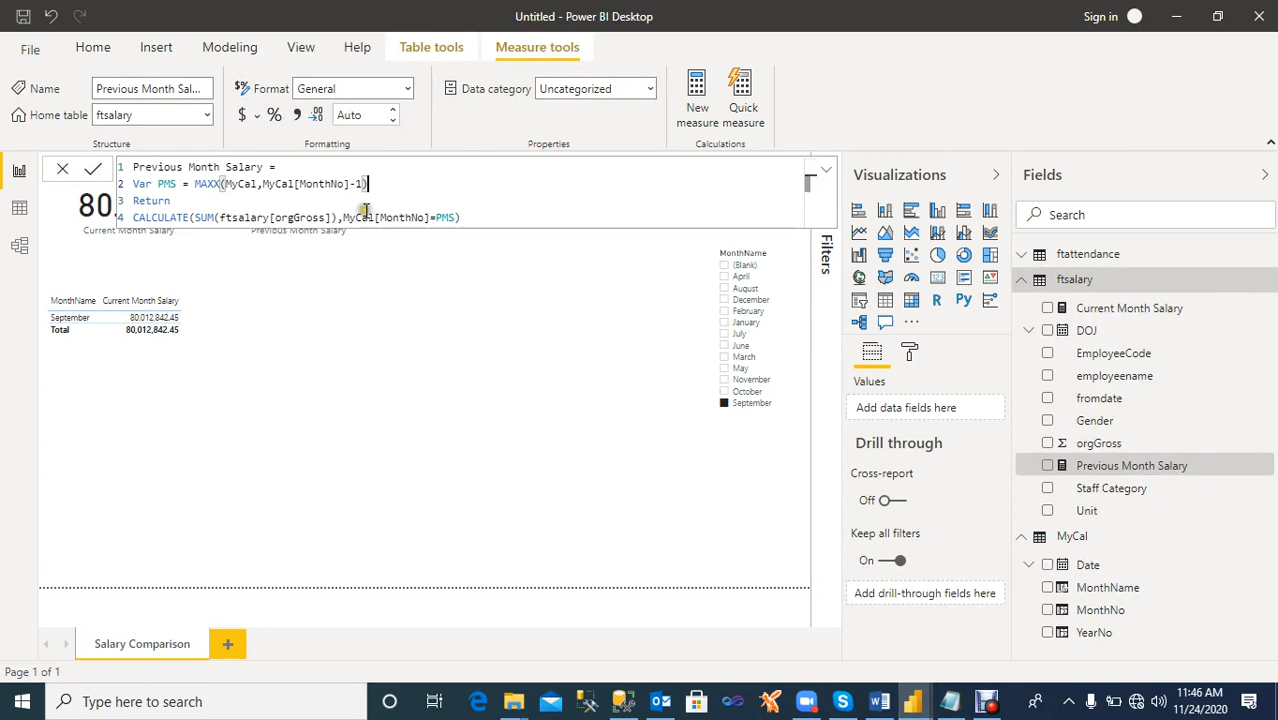 Untitled - Power BI Desktop
Sign in
File
Home
Insert
Modeling
View
Help
Table tools
Measure tools
Name
Previous Month Sal...
Format
General
Data category
Uncategorized
Home table
ftsalary
$
%
Auto
New measure
Quick measure
Structure
Formatting
Properties
Calculations
1 Previous Month Salary =
2 Var PMS = MAXX(MyCal,MyCal[MonthNo]-1)
3 Return
4 CALCULATE(SUM(ftsalary[orgGross]),MyCal[MonthNo]=PMS)
80
Current Month Salary
Previous Month Salary
MonthName Current Month Salary
September 80,012,842.45
Total 80,012,842.45
MonthName
(Blank)
April
August
December
February
January
July
June
March
May
November
October
September
Filters
Visualizations
R
Py
...
Values
Add data fields here
Drill through
Cross-report
Off
Keep all filters
On
Add drill-through fields here
Fields
Search
ftattendance
ftsalary
Current Month Salary
DOJ
EmployeeCode
employeename
fromdate
Gender
orgGross
Previous Month Salary
Staff Category
Unit
MyCal
Date
MonthName
MonthNo
YearNo
Salary Comparison
Page 1 of 1
Type here to search
11:46 AM
11/24/2020